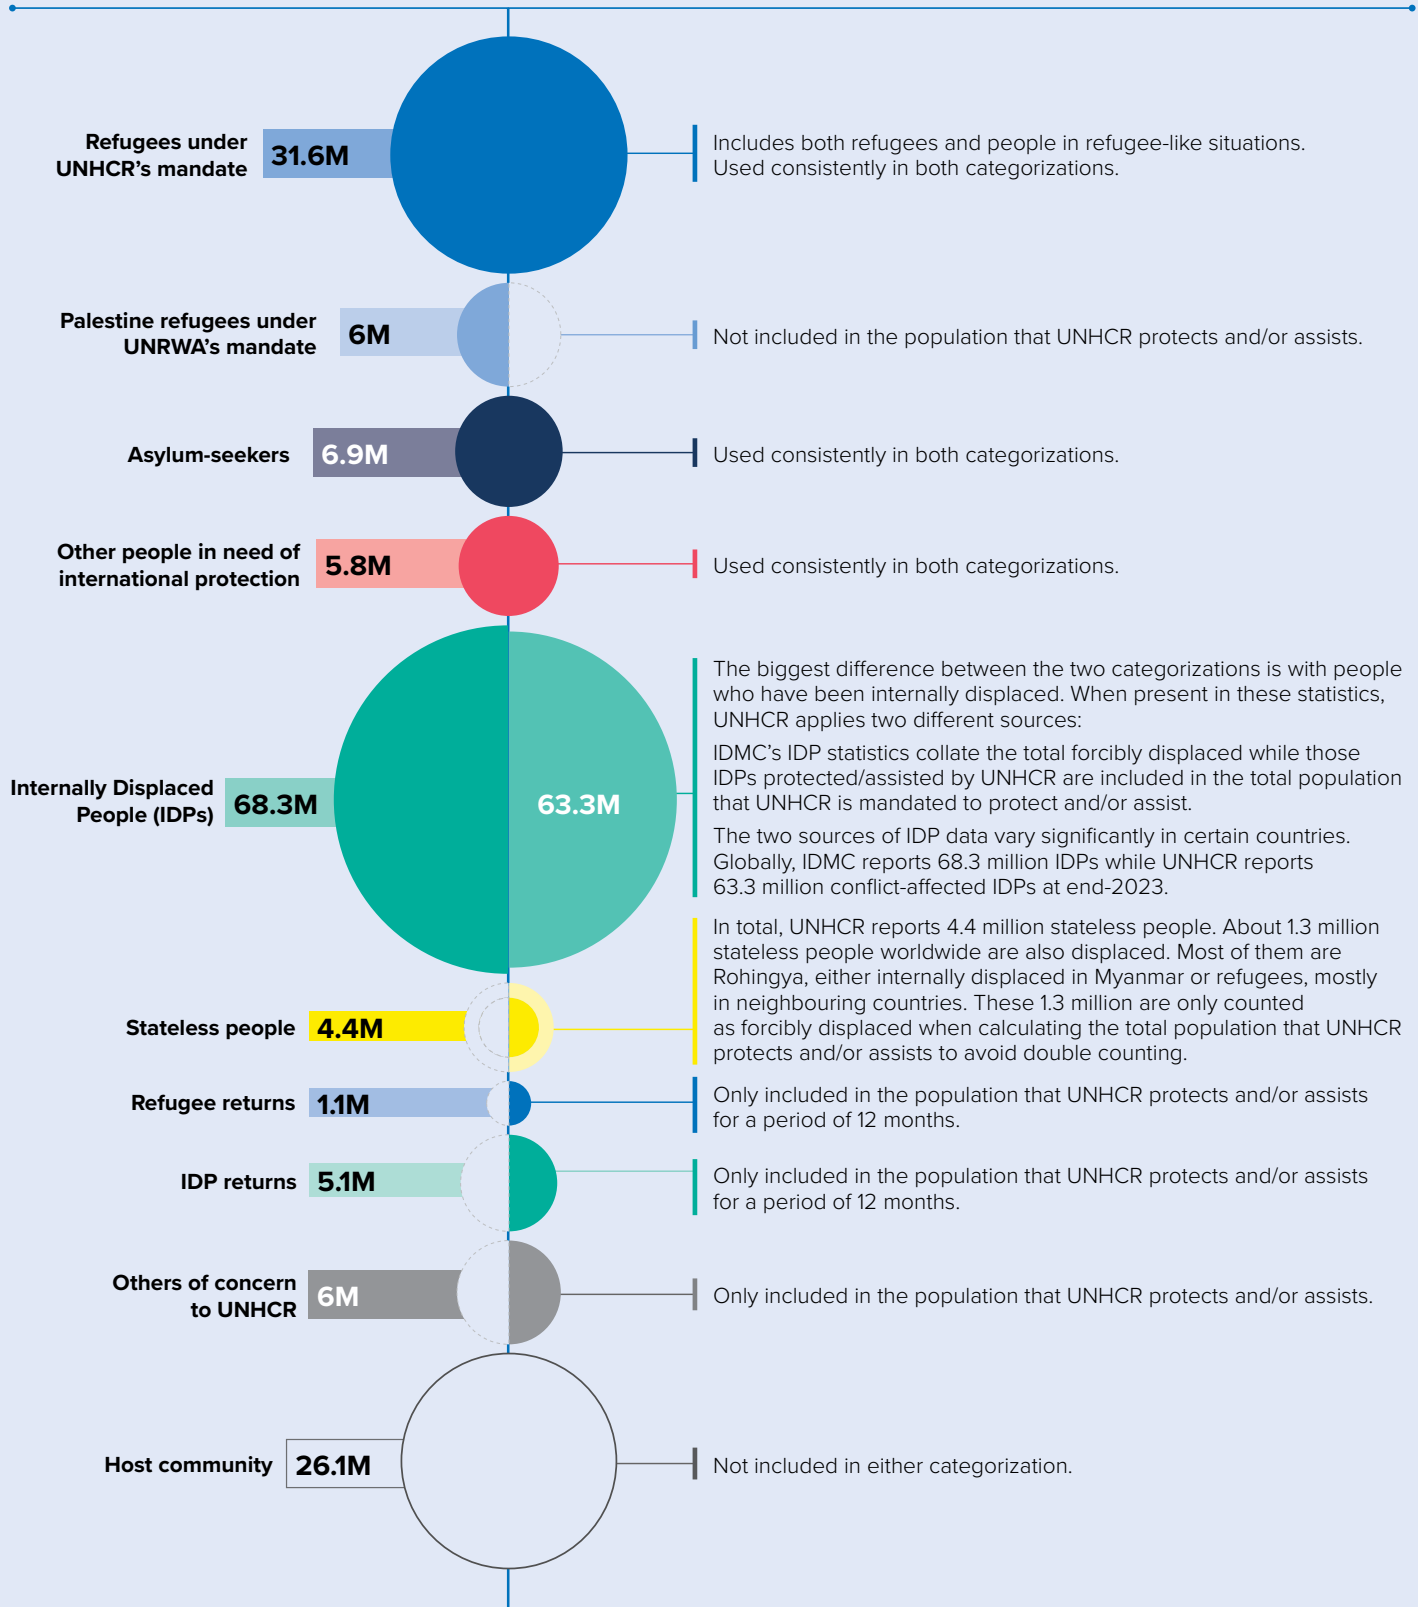 Refugees under
UNHCR's mandate
31.6M
Includes both refugees and people in refugee-like situations.
Used consistently in both categorizations.
Palestine refugees under
UNRWA's mandate
6M
Not included in the population that UNHCR protects and/or assists.
Asylum-seekers
6.9M
Used consistently in both categorizations.
Other people in need of
international protection
5.8M
Used consistently in both categorizations.
Internally Displaced
People (IDPs)
68.3M
63.3M
The biggest difference between the two categorizations is with people
who have been internally displaced. When present in these statistics,
UNHCR applies two different sources:
IDMC's IDP statistics collate the total forcibly displaced while those
IDPs protected/assisted by UNHCR are included in the total population
that UNHCR is mandated to protect and/or assist.
The two sources of IDP data vary significantly in certain countries.
Globally, IDMC reports 68.3 million IDPs while UNHCR reports
63.3 million conflict-affected IDPs at end-2023.
Stateless people
4.4M
In total, UNHCR reports 4.4 million stateless people. About 1.3 million
stateless people worldwide are also displaced. Most of them are
Rohingya, either internally displaced in Myanmar or refugees, mostly
in neighbouring countries. These 1.3 million are only counted
as forcibly displaced when calculating the total population that UNHCR
protects and/or assists to avoid double counting.
Refugee returns
1.1M
Only included in the population that UNHCR protects and/or assists
for a period of 12 months.
IDP returns
5.1M
Only included in the population that UNHCR protects and/or assists
for a period of 12 months.
Others of concern
to UNHCR
6M
Only included in the population that UNHCR protects and/or assists.
Host community
26.1M
Not included in either categorization.